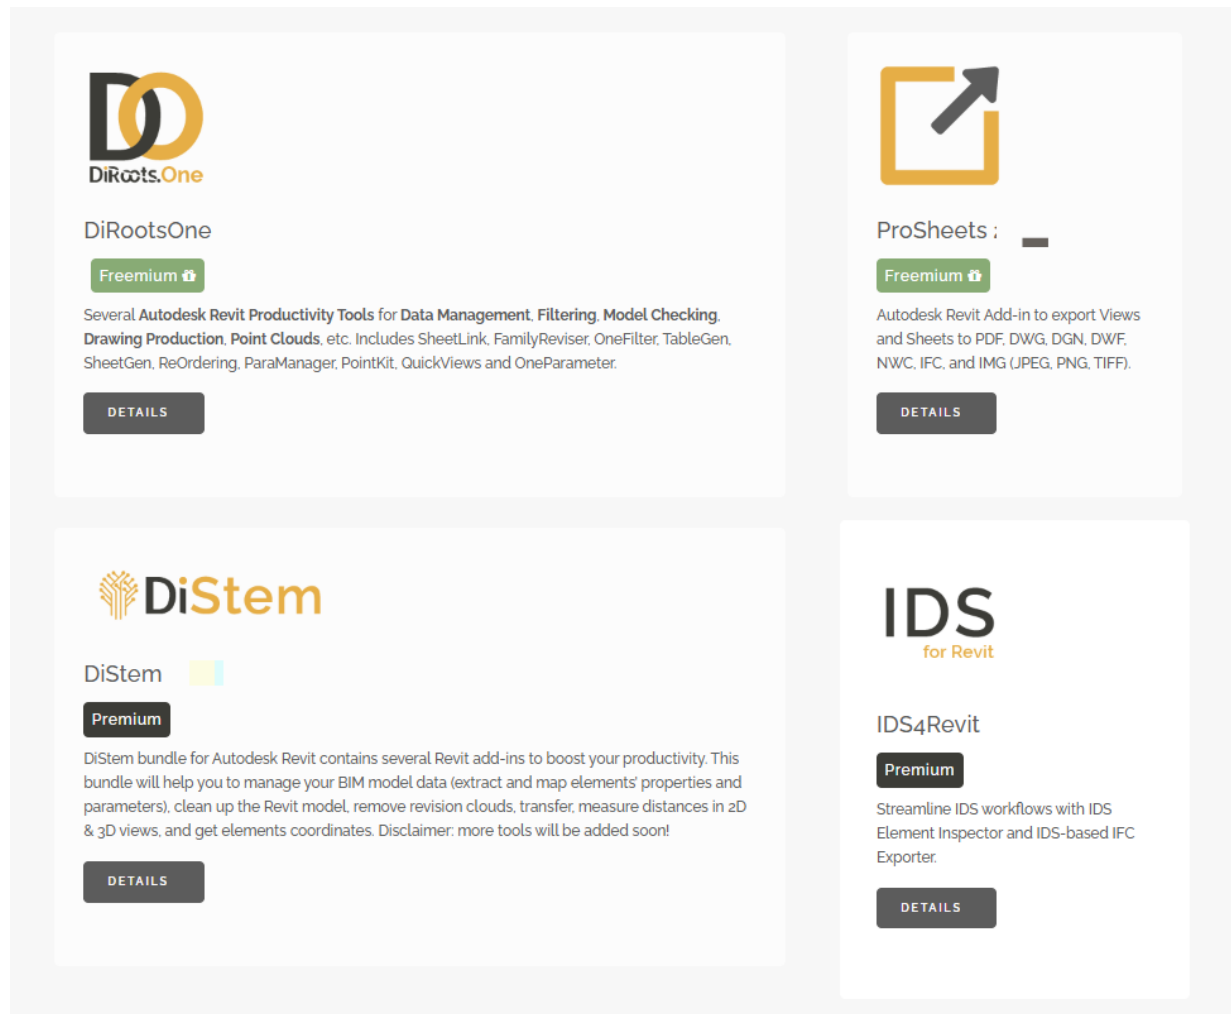 DiRoots.One
DiRootsOne
Freemium
Several Autodesk Revit Productivity Tools for Data Management, Filtering, Model Checking,
Drawing Production, Point Clouds, etc. Includes SheetLink, FamilyReviser, OneFilter, TableGen,
SheetGen, ReOrdering, ParaManager, PointKit, QuickViews and OneParameter.
DETAILS
ProSheets
Freemium
Autodesk Revit Add-in to export Views
and Sheets to PDF, DWG, DGN, DWF,
NWC, IFC, and IMG (JPEG, PNG, TIFF).
DETAILS
DiStem
DiStem
Premium
DiStem bundle for Autodesk Revit contains several Revit add-ins to boost your productivity. This
bundle will help you to manage your BIM model data (extract and map elements' properties and
parameters), clean up the Revit model, remove revision clouds, transfer, measure distances in 2D
& 3D views, and get elements coordinates. Disclaimer: more tools will be added soon!
DETAILS
IDS
for Revit
IDS4Revit
Premium
Streamline IDS workflows with IDS
Element Inspector and IDS-based IFC
Exporter.
DETAILS